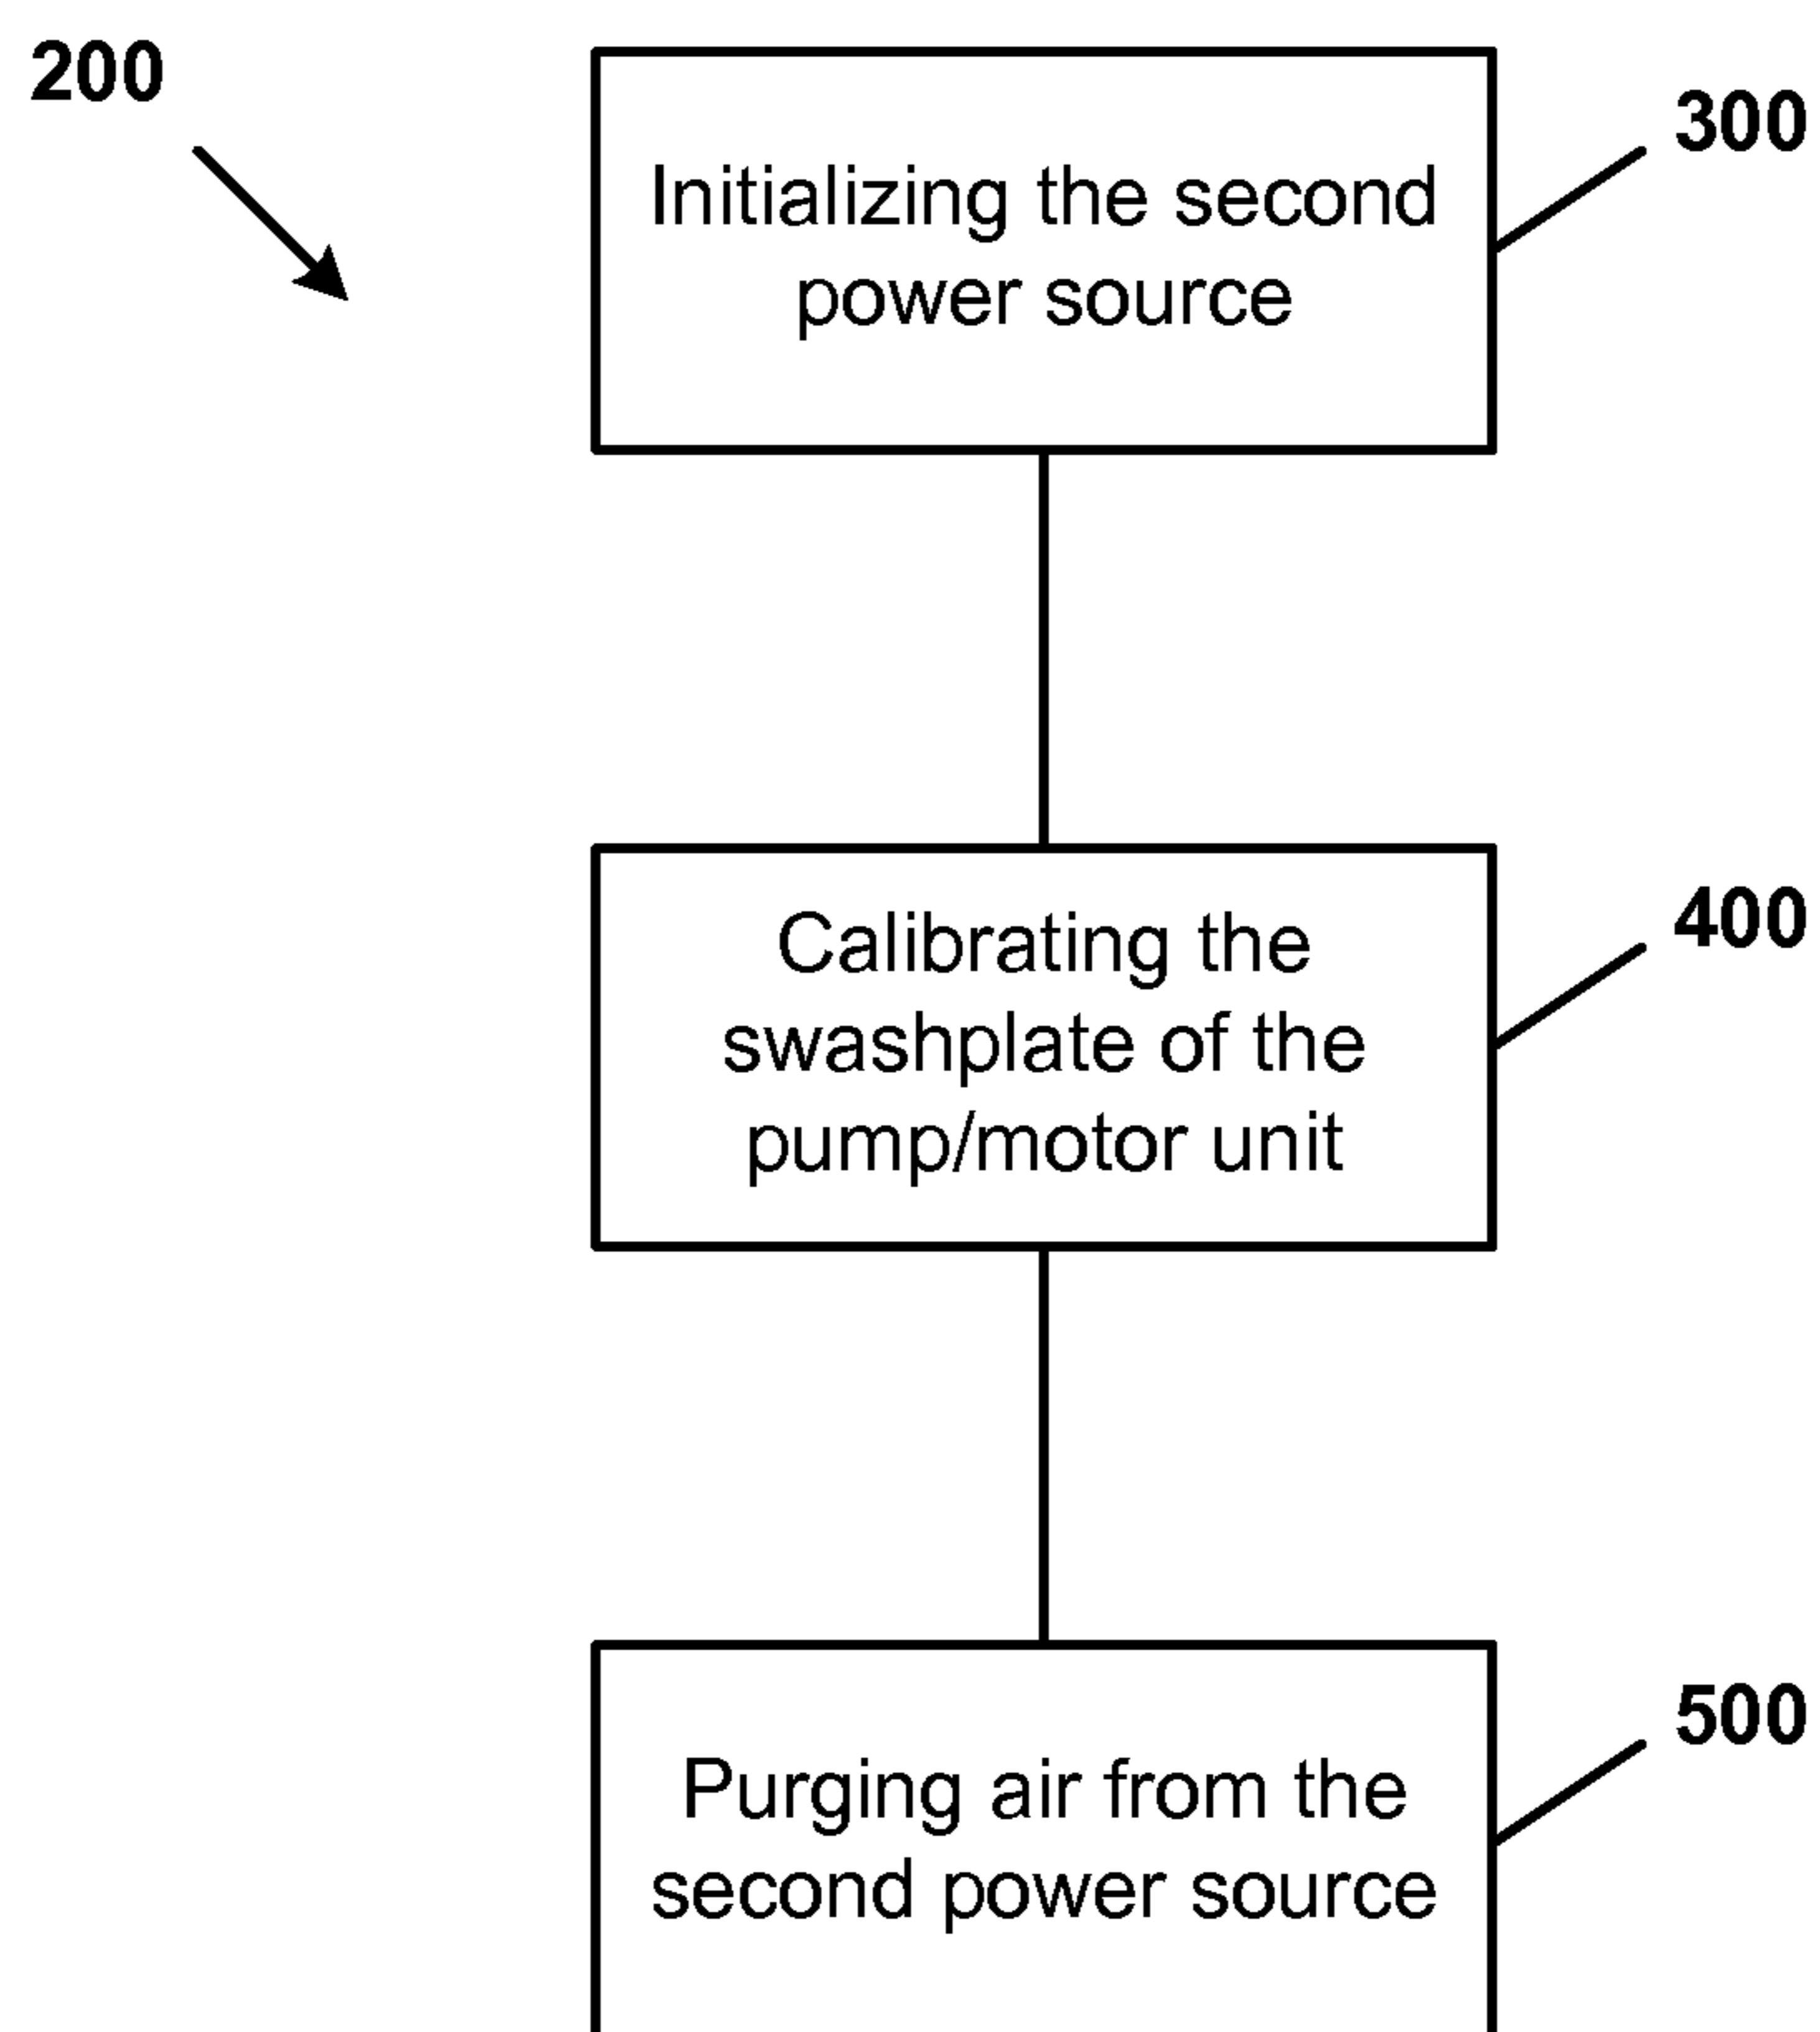 200
300
Initializing the second
power source
400
Calibrating the
swashplate of the
pump/motor unit
500
Purging air from the
second power source